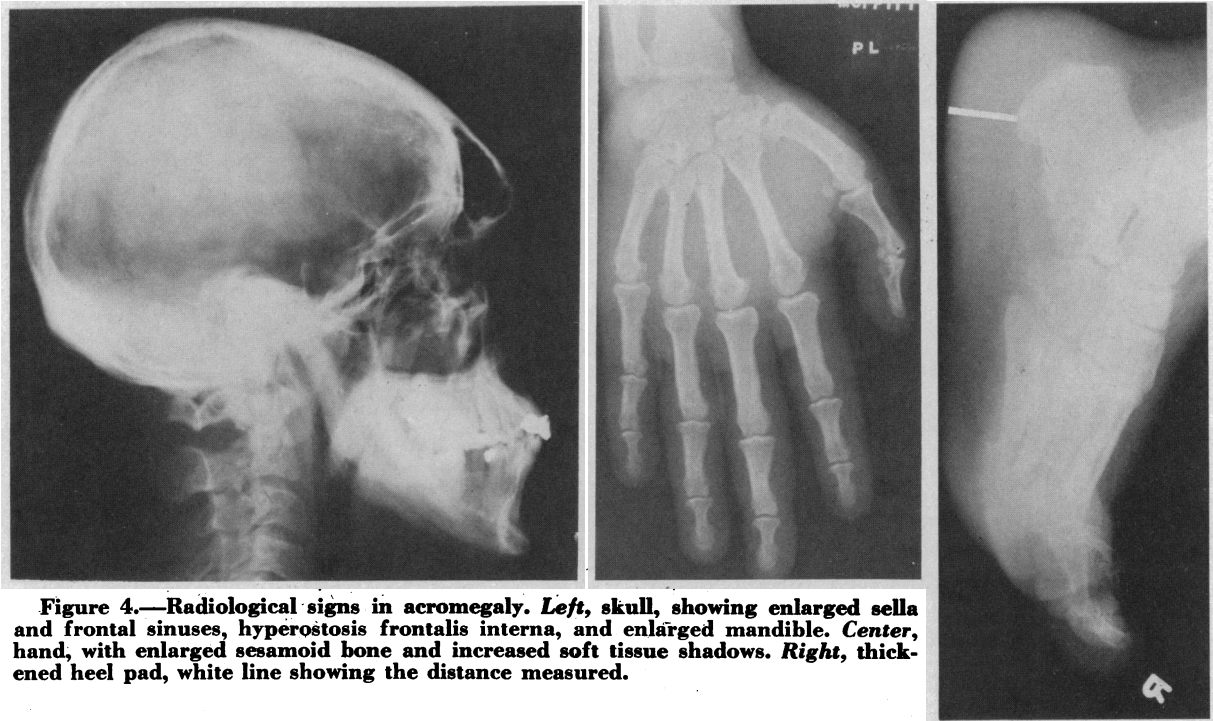 PL
R
Figure 4.—Radiological signs in acromegaly. Left, skull, showing enlarged sella
and frontal sinuses, hyperostosis frontalis interna, and enlarged mandible. Center,
hand, with enlarged sesamoid bone and increased soft tissue shadows. Right, thick-
ened heel pad, white line showing the distance measured.